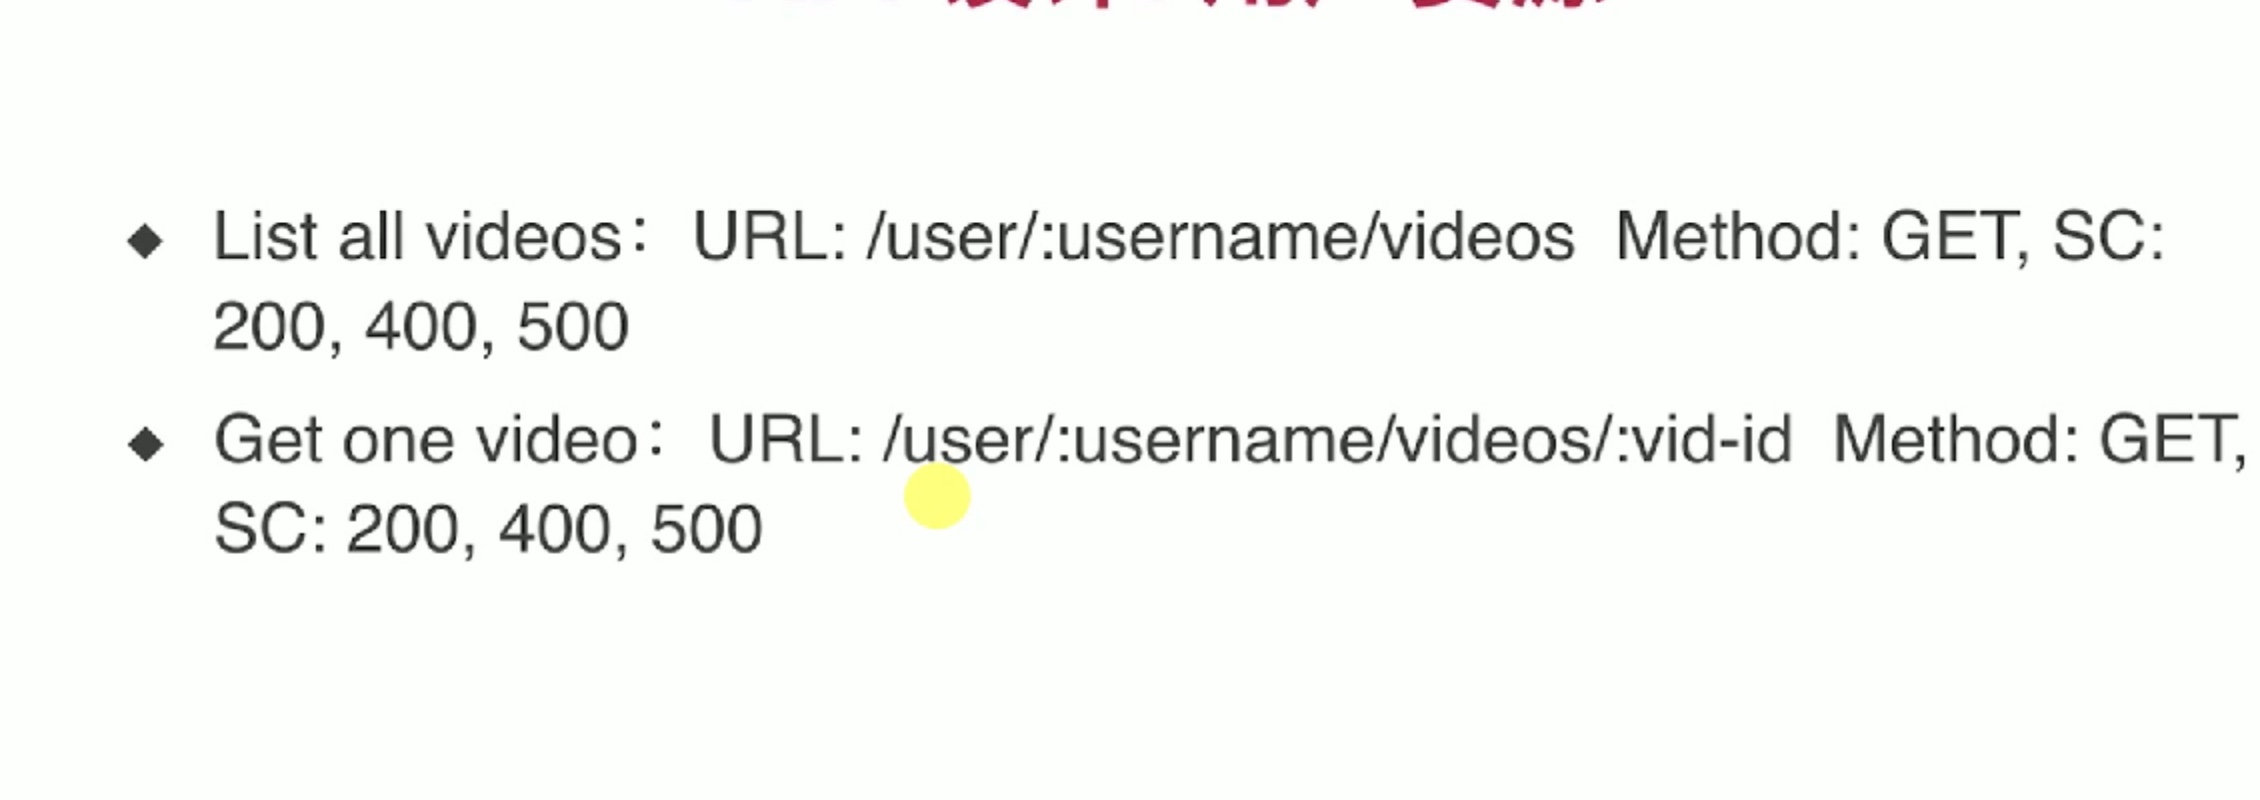 ◆ List all videos：URL: /user/:username/videos Method: GET, SC:
200, 400, 500
◆ Get one video：URL: /user/:username/videos/:vid-id Method: GET,
SC: 200, 400, 500